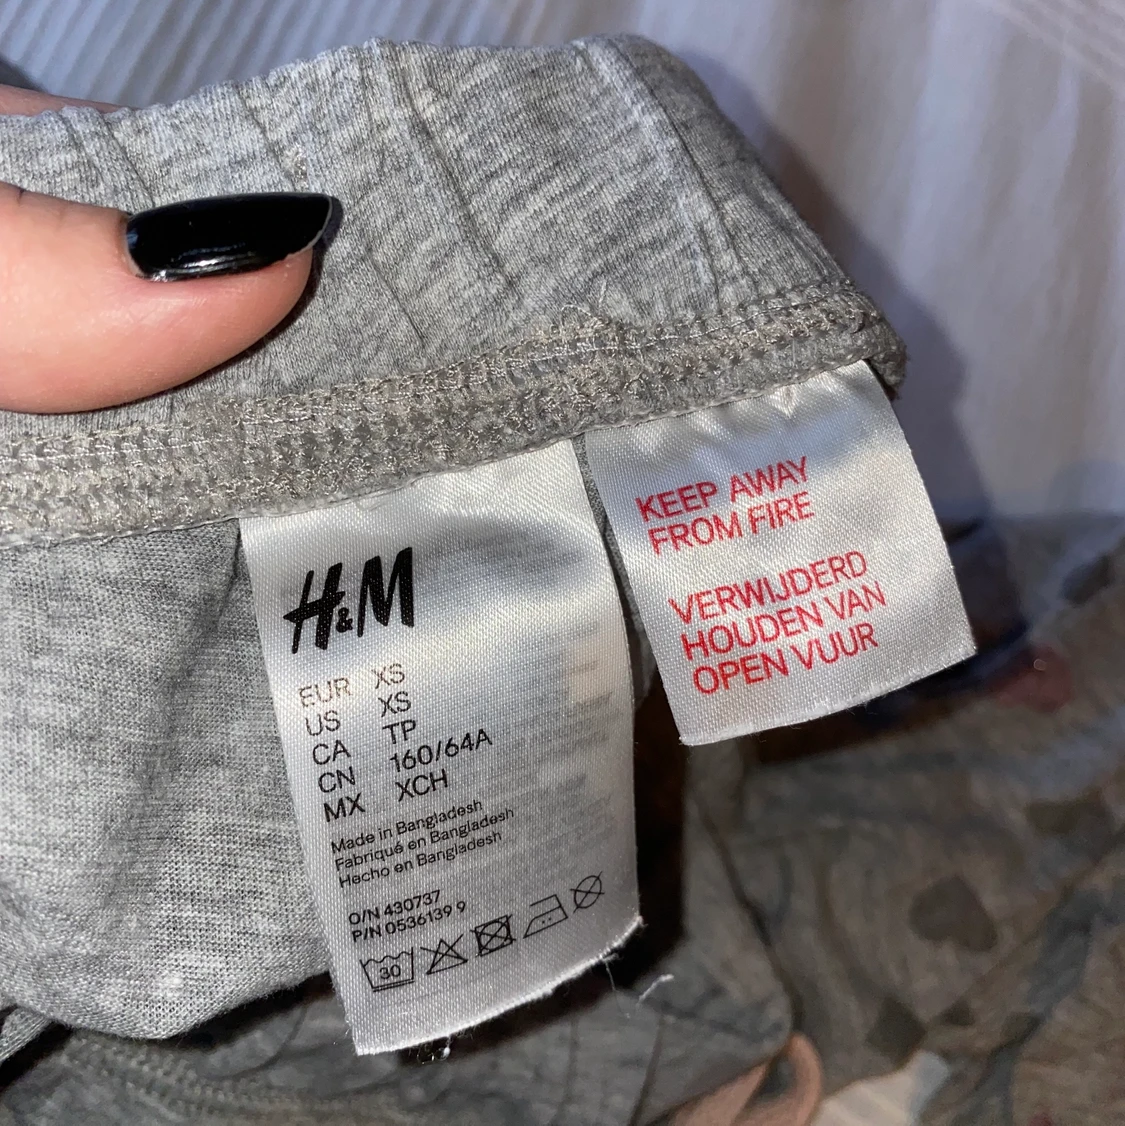 H&M
EUR XS
US XS
CA TP
CN 160/64A
MX XCH
Made in Bangladesh
Fabriqué en Bangladesh
Hecho en Bangladesh
O/N 430737
P/N 0536139 9
30
KEEP AWAY
FROM FIRE
VERWIJDERD
HOUDEN VAN
OPEN VUUR